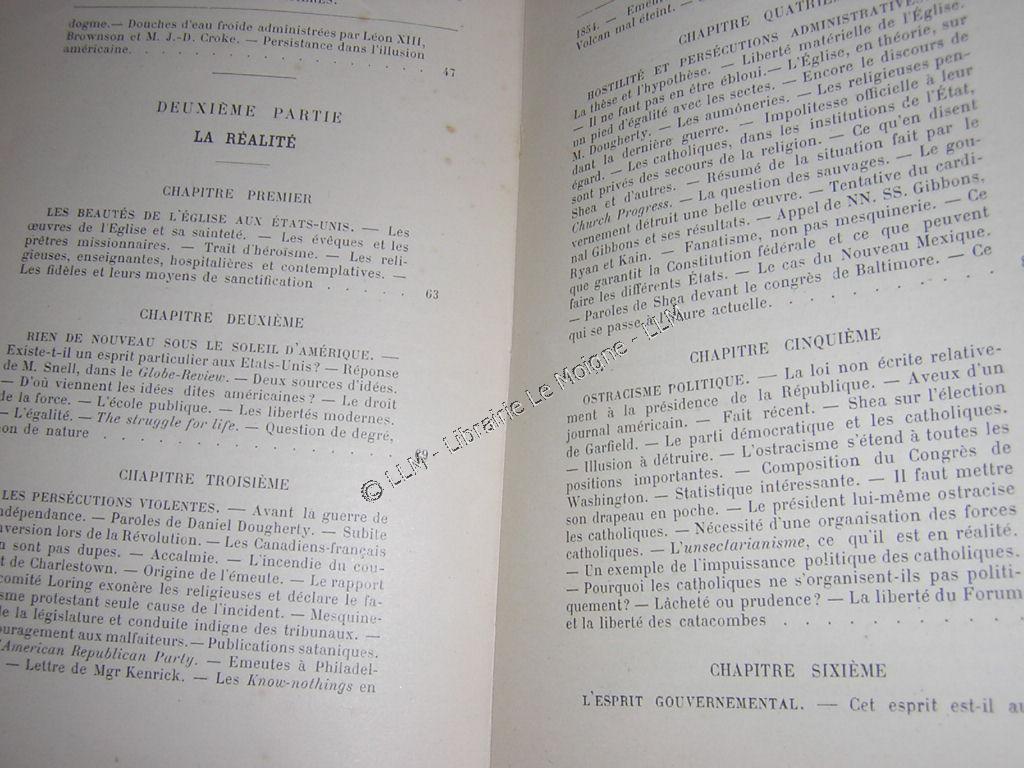 dogme.— Douches d'eau froide administrées par Léon XIII,
Brownson et M. J.-D. Croke. — Persistance dans l'illusion
américaine. . . . . . . . . . . . . . 47
DEUXIÈME PARTIE
LA RÉALITÉ
CHAPITRE PREMIER
LES BEAUTÉS DE L'ÉGLISE AUX ÉTATS-UNIS. — Les
œuvres de l'Eglise et sa sainteté. — Les évêques et les
prêtres missionnaires. — Trait d'héroïsme. — Les reli-
gieuses, enseignantes, hospitalières et contemplatives. —
Les fidèles et leurs moyens de sanctification . . . . . 63
CHAPITRE DEUXIÈME
RIEN DE NOUVEAU SOUS LE SOLEIL D'AMÉRIQUE. —
Existe-t-il un esprit particulier aux Etats-Unis? — Réponse
de M. Snell, dans le Globe-Review. — Deux sources d'idées.
— D'où viennent les idées dites américaines? — Le droit
de la force. — L'école publique. — Les libertés modernes.
— L'égalité. — The struggle for life. — Question de degré,
non de nature . . . . . . . . . . . . .
CHAPITRE TROISIÈME
LES PERSÉCUTIONS VIOLENTES. — Avant la guerre de
ndépendance. — Paroles de Daniel Dougherty. — Subite
nversion lors de la Révolution. — Les Canadiens-français
n sont pas dupes. — Accalmie. — L'incendie du cou-
t de Charlestown. — Origine de l'émeute. — Le rapport
comité Loring exonère les religieuses et déclare le fa-
sme protestant seule cause de l'incident. — Mesquine-
de la législature et conduite indigne des tribunaux. —
ouragement aux malfaiteurs.— Publications sataniques.
'American Republican Party. — Emeutes à Philadel-
— Lettre de Mgr Kenrick. — Les Know-nothings en
1854. — Emeu
Volcan mal éteint. —
CHAPITRE QUATRIÈ
HOSTILITÉ ET PERSÉCUTIONS ADMINISTRATIVES.
La thèse et l'hypothèse. — Liberté matérielle de l'Église.
— Il ne faut pas en être ébloui.— L'Église, en théorie, sur
un pied d'égalité avec les sectes. — Encore le discours de
M. Dougherty. — Les aumôneries. — Les religieuses pen-
dant la dernière guerre. — Impolitesse officielle à leur
égard. — Les catholiques, dans les institutions de l'État,
sont privés des secours de la religion. — Ce qu'en disent
Shea et d'autres. — Résumé de la situation fait par le
Church Progress. — La question des sauvages. — Le gou-
vernement détruit une belle œuvre. — Tentative du cardi-
nal Gibbons et ses résultats. — Appel de NN. SS. Gibbons,
Ryan et Kain. — Fanatisme, non pas mesquinerie. — Ce
que garantit la Constitution fédérale et ce que peuvent
faire les différents États. — Le cas du Nouveau Mexique.
— Paroles de Shea devant le congrès de Baltimore. — Ce
qui se passe à l'heure actuelle. . . . . . . . . . .
CHAPITRE CINQUIÈME
OSTRACISME POLITIQUE. — La loi non écrite relative-
ment à la présidence de la République. — Aveux d'un
journal américain. — Fait récent. — Shea sur l'élection
de Garfield. — Le parti démocratique et les catholiques.
— Illusion à détruire. — L'ostracisme s'étend à toutes les
positions importantes. — Composition du Congrès de
Washington. — Statistique intéressante. — Il faut mettre
son drapeau en poche. — Le président lui-même ostracise
les catholiques. — Nécessité d'une organisation des forces
catholiques. — L'unsectarianisme, ce qu'il est en réalité.
— Un exemple de l'impuissance politique des catholiques.
— Pourquoi les catholiques ne s'organisent-ils pas politi-
quement? — Lâcheté ou prudence? — La liberté du Forum
et la liberté des catacombes . . . . . . . . . . .
CHAPITRE SIXIÈME
L'ESPRIT GOUVERNEMENTAL. — Cet esprit est-il au
© LLM - Librairie Le Moigne - LLM